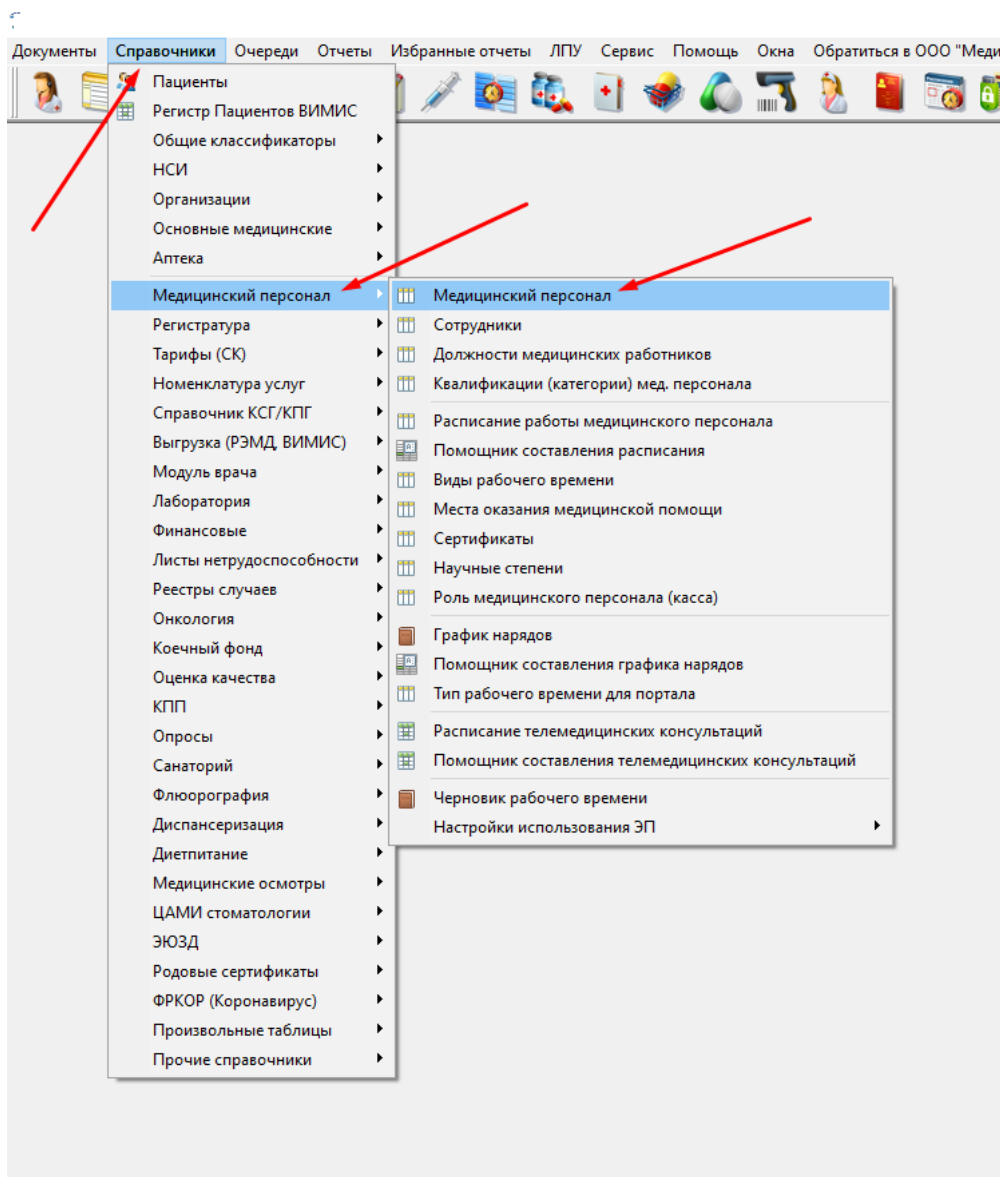 Документы Справочники Очереди Отчеты Избранные отчеты ЛПУ Сервис Помощь Окна Обратиться в ООО "Меди
Пациенты
Регистр Пациентов ВИМИС
Общие классификаторы
НСИ
Организации
Основные медицинские
Аптека
Медицинский персонал
Регистратура
Тарифы (СК)
Номенклатура услуг
Справочник КСГ/КПГ
Выгрузка (РЭМД, ВИМИС)
Модуль врача
Лаборатория
Финансовые
Листы нетрудоспособности
Реестры случаев
Онкология
Коечный фонд
Оценка качества
КПП
Опросы
Санаторий
Флюорография
Диспансеризация
Диетпитание
Медицинские осмотры
ЦАМИ стоматологии
ЭЮЗД
Родовые сертификаты
ФРКОР (Коронавирус)
Произвольные таблицы
Прочие справочники
Медицинский персонал
Сотрудники
Должности медицинских работников
Квалификации (категории) мед. персонала
Расписание работы медицинского персонала
Помощник составления расписания
Виды рабочего времени
Места оказания медицинской помощи
Сертификаты
Научные степени
Роль медицинского персонала (касса)
График нарядов
Помощник составления графика нарядов
Тип рабочего времени для портала
Расписание телемедицинских консультаций
Помощник составления телемедицинских консультаций
Черновик рабочего времени
Настройки использования ЭП